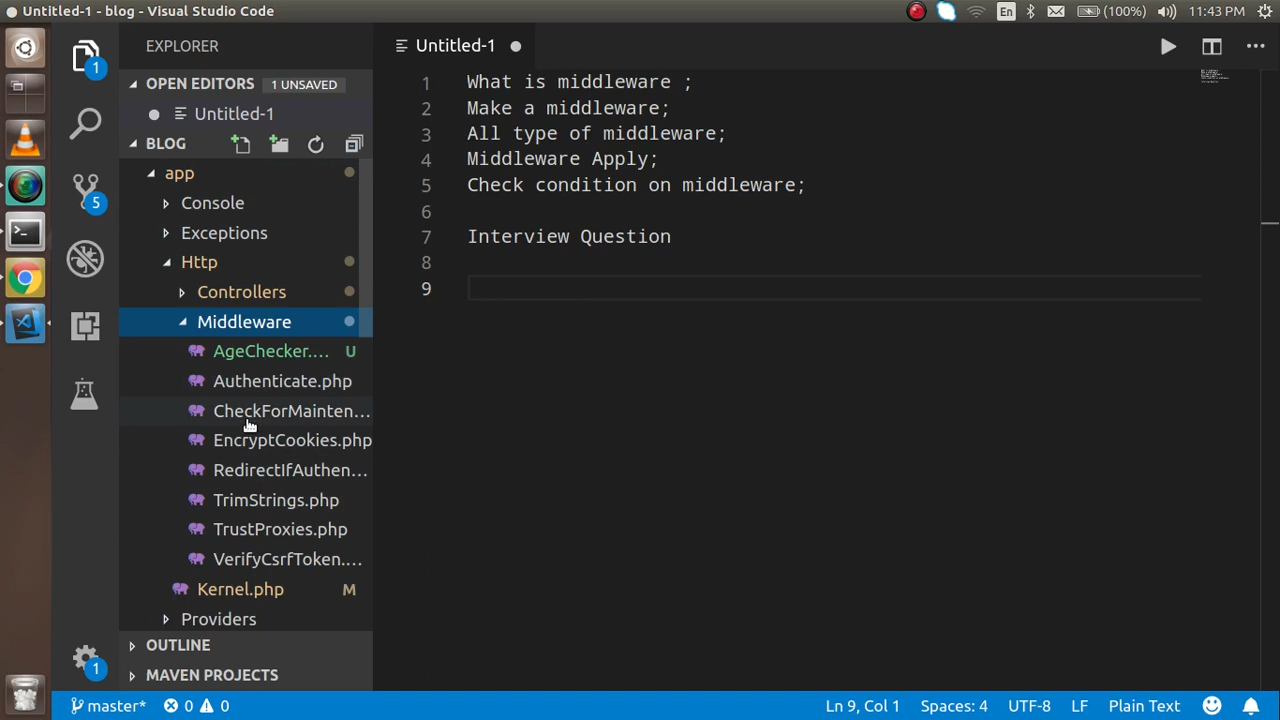 Untitled-1 - blog - Visual Studio Code
En
(100%)
11:43 PM
EXPLORER
OPEN EDITORS 1 UNSAVED
Untitled-1
BLOG
app
Console
Exceptions
Http
Controllers
Middleware
AgeChecker.... U
Authenticate.php
CheckForMainten...
EncryptCookies.php
RedirectIfAuthen...
TrimStrings.php
TrustProxies.php
VerifyCsrfToken....
Kernel.php M
Providers
OUTLINE
MAVEN PROJECTS
1
5
1
Untitled-1
1 What is middleware ;
2 Make a middleware;
3 All type of middleware;
4 Middleware Apply;
5 Check condition on middleware;
6
7 Interview Question
8
9
master* 0 0
Ln 9, Col 1
Spaces: 4
UTF-8
LF
Plain Text